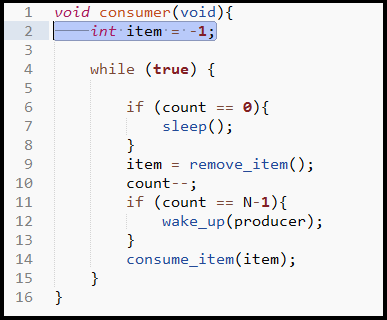 1 void consumer(void){
2     int item = -1;
3
4     while (true) {
5
6         if (count == 0){
7             sleep();
8         }
9         item = remove_item();
10         count--;
11         if (count == N-1){
12             wake_up(producer);
13         }
14         consume_item(item);
15     }
16 }